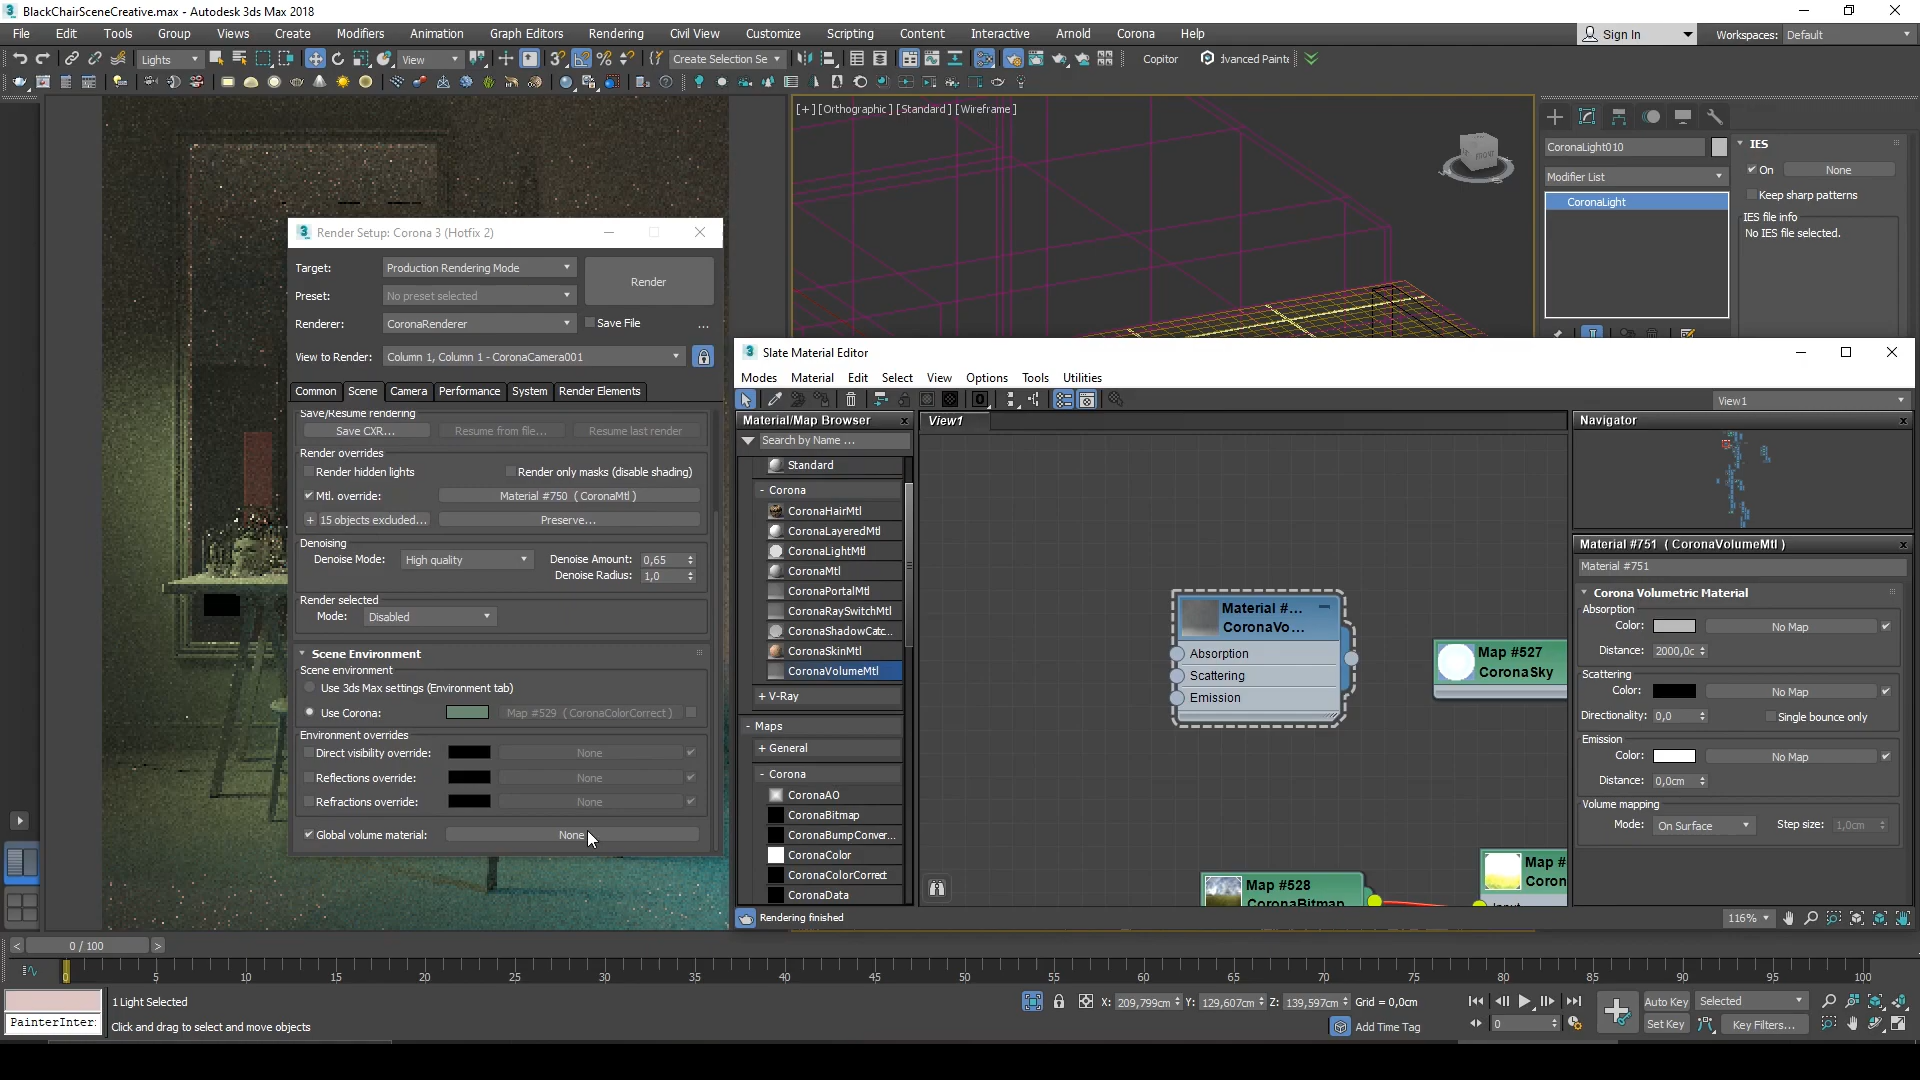 BlackChairSceneCreative.max - Autodesk 3ds Max 2018
File Edit Tools Group Views Create Modifiers Animation Graph Editors Rendering Civil View Customize Scripting Content Interactive Arnold Corona Help
Sign In Workspaces: Default
Lights View Create Selection Se Copitor
[+] [Orthographic] [Standard] [Wireframe]
CoronaLight010
Modifier List
CoronaLight
IES
On None
Keep sharp patterns
IES file info
No IES file selected.
Render Setup: Corona 3 (Hotfix 2)
Target: Production Rendering Mode
Render
Preset: No preset selected
Renderer: CoronaRenderer Save File ...
View to Render: Column 1, Column 1 - CoronaCamera001
Common Scene Camera Performance System Render Elements
Save/Resume rendering
Save CXR... Resume from file... Resume last render
Render overrides
Render hidden lights Render only masks (disable shading)
Mtl. override: Material #750 ( CoronaMtl )
+ 15 objects excluded... Preserve...
Denoising
Denoise Mode: High quality Denoise Amount: 0,65
Denoise Radius: 1,0
Render selected
Mode: Disabled
Scene Environment
Scene environment
Use 3ds Max settings (Environment tab)
Use Corona: Map #529 ( CoronaColorCorrect )
Environment overrides
Direct visibility override: None
Reflections override: None
Refractions override: None
Global volume material: None
Slate Material Editor
Modes Material Edit Select View Options Tools Utilities
View1
Material/Map Browser
Search by Name ...
Standard
- Corona
CoronaHairMtl
CoronaLayeredMtl
CoronaLightMtl
CoronaMtl
CoronaPortalMtl
CoronaRaySwitchMtl
CoronaShadowCatc...
CoronaSkinMtl
CoronaVolumeMtl
+ V-Ray
- Maps
+ General
- Corona
CoronaAO
CoronaBitmap
CoronaBumpConver...
CoronaColor
CoronaColorCorrect
CoronaData
View1
Material #...
CoronaVo...
Absorption
Scattering
Emission
Map #527
CoronaSky
Map #528
CoronaBitmap
Map #
Coron
Input
Navigator
Material #751 ( CoronaVolumeMtl )
Material #751
Corona Volumetric Material
Absorption
Color: No Map
Distance: 2000,0c
Scattering
Color: No Map
Directionality: 0,0 Single bounce only
Emission
Color: No Map
Distance: 0,0cm
Volume mapping
Mode: On Surface Step size: 1,0cm
Rendering finished
116%
< 0 / 100 >
0 5 10 15 20 25 30 35 40 45 50 55 60 65 70 75 80 85 90 95 100
1 Light Selected
PainterInter:
Click and drag to select and move objects
X: 209,799cm Y: 129,607cm Z: 139,597cm Grid = 0,0cm
Add Time Tag
0
Auto Key Selected
Set Key Key Filters...